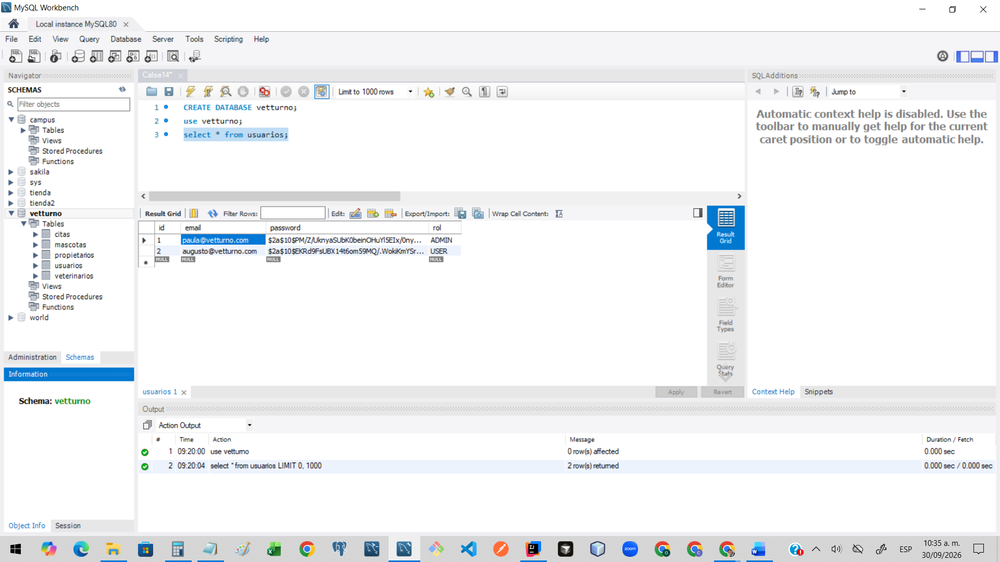 MySQL Workbench
Local instance MySQL80
File Edit View Query Database Server Tools Scripting Help
Navigator
SCHEMAS
Filter objects
campus
Tables
Views
Stored Procedures
Functions
sakila
sys
tienda
tienda2
vetturno
Tables
citas
mascotas
propietarios
usuarios
veterinarios
Views
Stored Procedures
Functions
world
Administration Schemas
Information
Schema: vetturno
Object Info Session
Calse14*
Limit to 1000 rows
1 CREATE DATABASE vetturno;
2 use vetturno;
3 select * from usuarios;
Result Grid Filter Rows: Edit: Export/Import: Wrap Cell Content:
id email password rol
1 paula@vetturno.com $2a$10$PM/Z/UknyaSUbK0beinOHuYl5EIx/0ny... ADMIN
2 augusto@vetturno.com $2a$10$EKRd9FsUBX14t6om59MQ/.WokiKmYSr... USER
NULL NULL NULL NULL
Result Grid
Form Editor
Field Types
Query Stats
usuarios 1
Apply Revert
SQLAdditions
Jump to
Automatic context help is disabled. Use the
toolbar to manually get help for the current
caret position or to toggle automatic help.
Context Help Snippets
Output
Action Output
# Time Action Message Duration / Fetch
1 09:20:00 use vetturno 0 row(s) affected 0.000 sec
2 09:20:04 select * from usuarios LIMIT 0, 1000 2 row(s) returned 0.000 sec / 0.000 sec
zoom
ESP
10:35 a. m.
30/09/2026